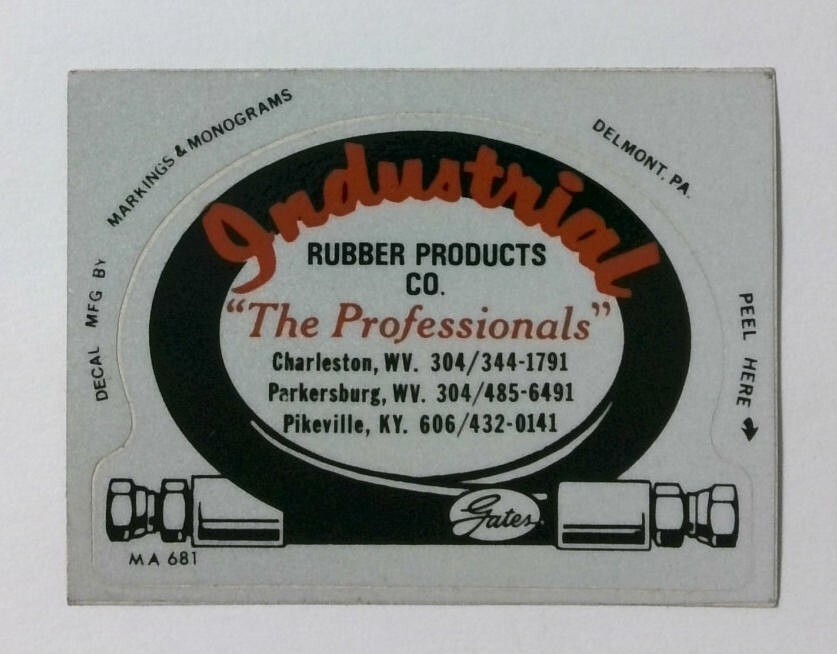 DECAL MFG BY MARKINGS & MONOGRAMS
DELMONT, PA.
Industrial
RUBBER PRODUCTS
CO.
"The Professionals"
Charleston, WV. 304/344-1791
Parkersburg, WV. 304/485-6491
Pikeville, KY. 606/432-0141
PEEL HERE
Gates
MA 681